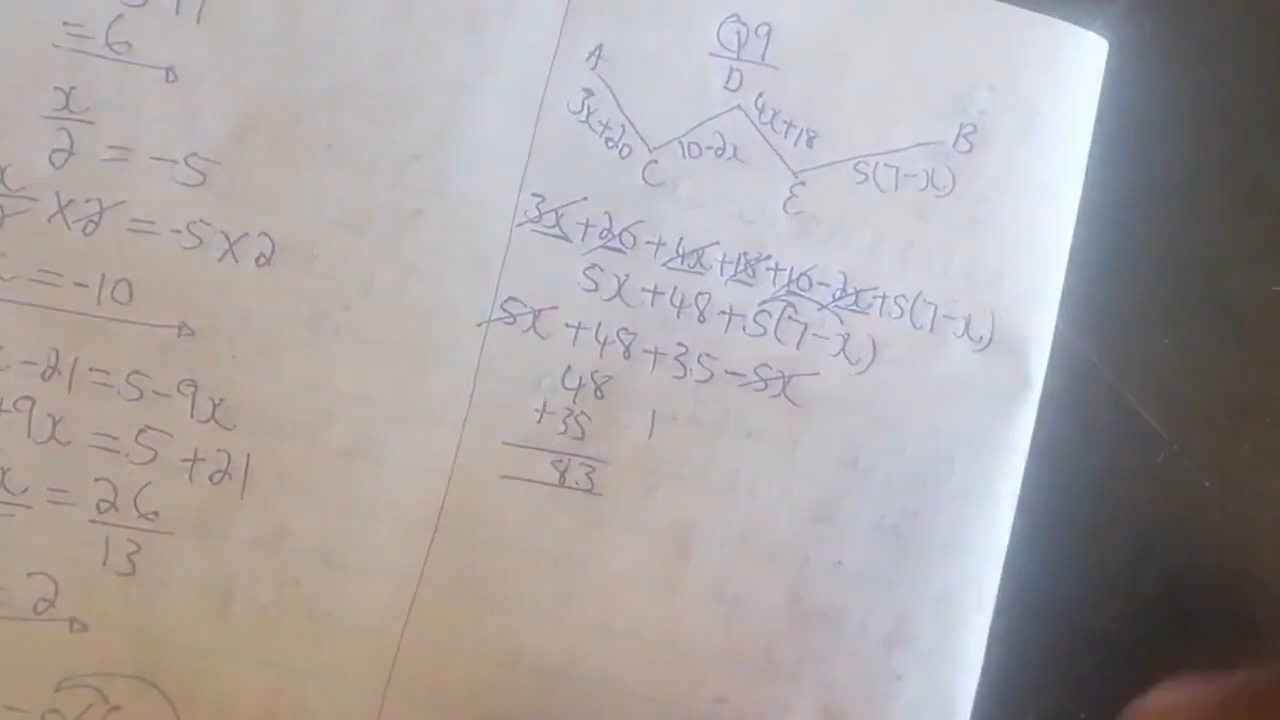 = 6
x/2 = -5
x2 = -5x2
= -10
-21 = 5-9x
+9x = 5 +21
= 26/13
= 2
Q9
A
D
B
3x+20
10-2x
4x+18
5(7-x)
C
E
3x+20+4x+18+10-2x+5(7-x)
5x+48+5(7-x)
5x+48+35-5x
48
+35
1
83